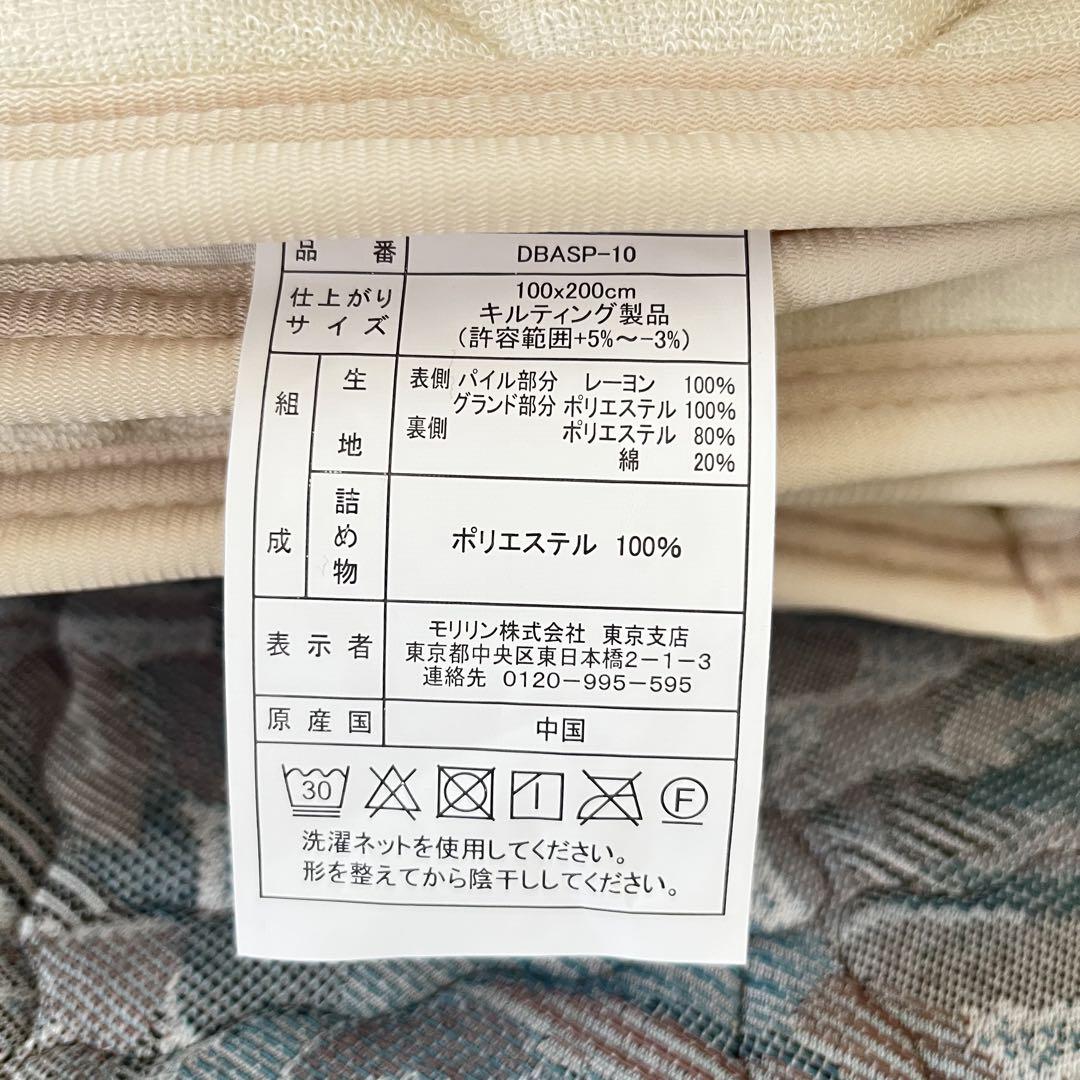 品番 DBASP-10
仕上がりサイズ 100x200cm
キルティング製品
(許容範囲+5%～-3%)
組成
生地
表側 パイル部分 レーヨン 100%
グランド部分 ポリエステル 100%
裏側 ポリエステル 80%
綿 20%
詰め物 ポリエステル 100%
表示者 モリリン株式会社 東京支店
東京都中央区東日本橋2-1-3
連絡先 0120-995-595
原産国 中国
30 F
洗濯ネットを使用してください。
形を整えてから陰干ししてください。